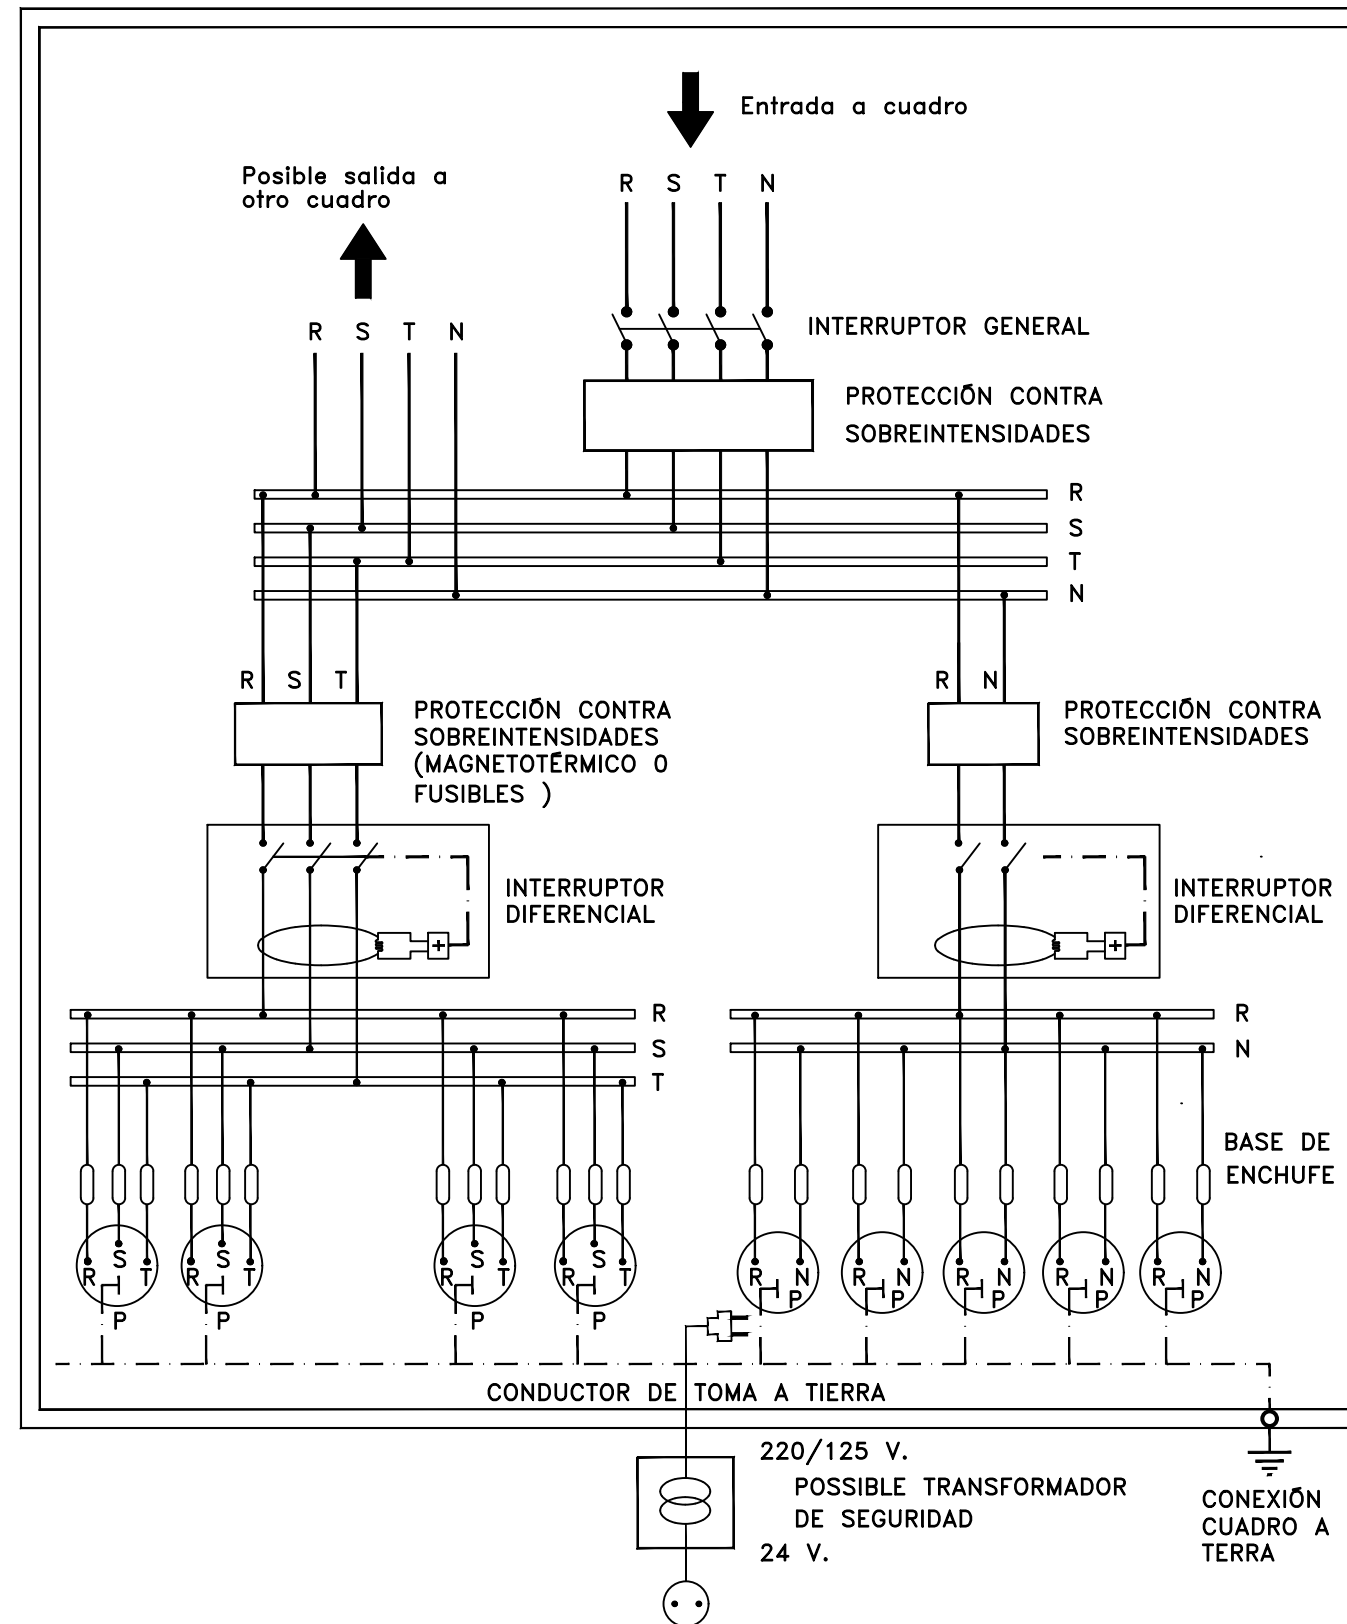 Entrada a cuadro
Posible salida a
otro cuadro
R S T N
R S T N
INTERRUPTOR GENERAL
PROTECCIÓN CONTRA
SOBREINTENSIDADES
R
S
T
N
R S T
R N
PROTECCIÓN CONTRA
SOBREINTENSIDADES
(MAGNETOTÉRMICO O
FUSIBLES )
PROTECCIÓN CONTRA
SOBREINTENSIDADES
INTERRUPTOR
DIFERENCIAL
INTERRUPTOR
DIFERENCIAL
R
S
T
R
N
BASE DE
ENCHUFE
R S T
P
R S T
P
R S T
P
R S T
P
R N
P
R N
P
R N
P
R N
P
R N
P
CONDUCTOR DE TOMA A TIERRA
220/125 V.
POSSIBLE TRANSFORMADOR
DE SEGURIDAD
24 V.
CONEXIÓN
CUADRO A
TERRA